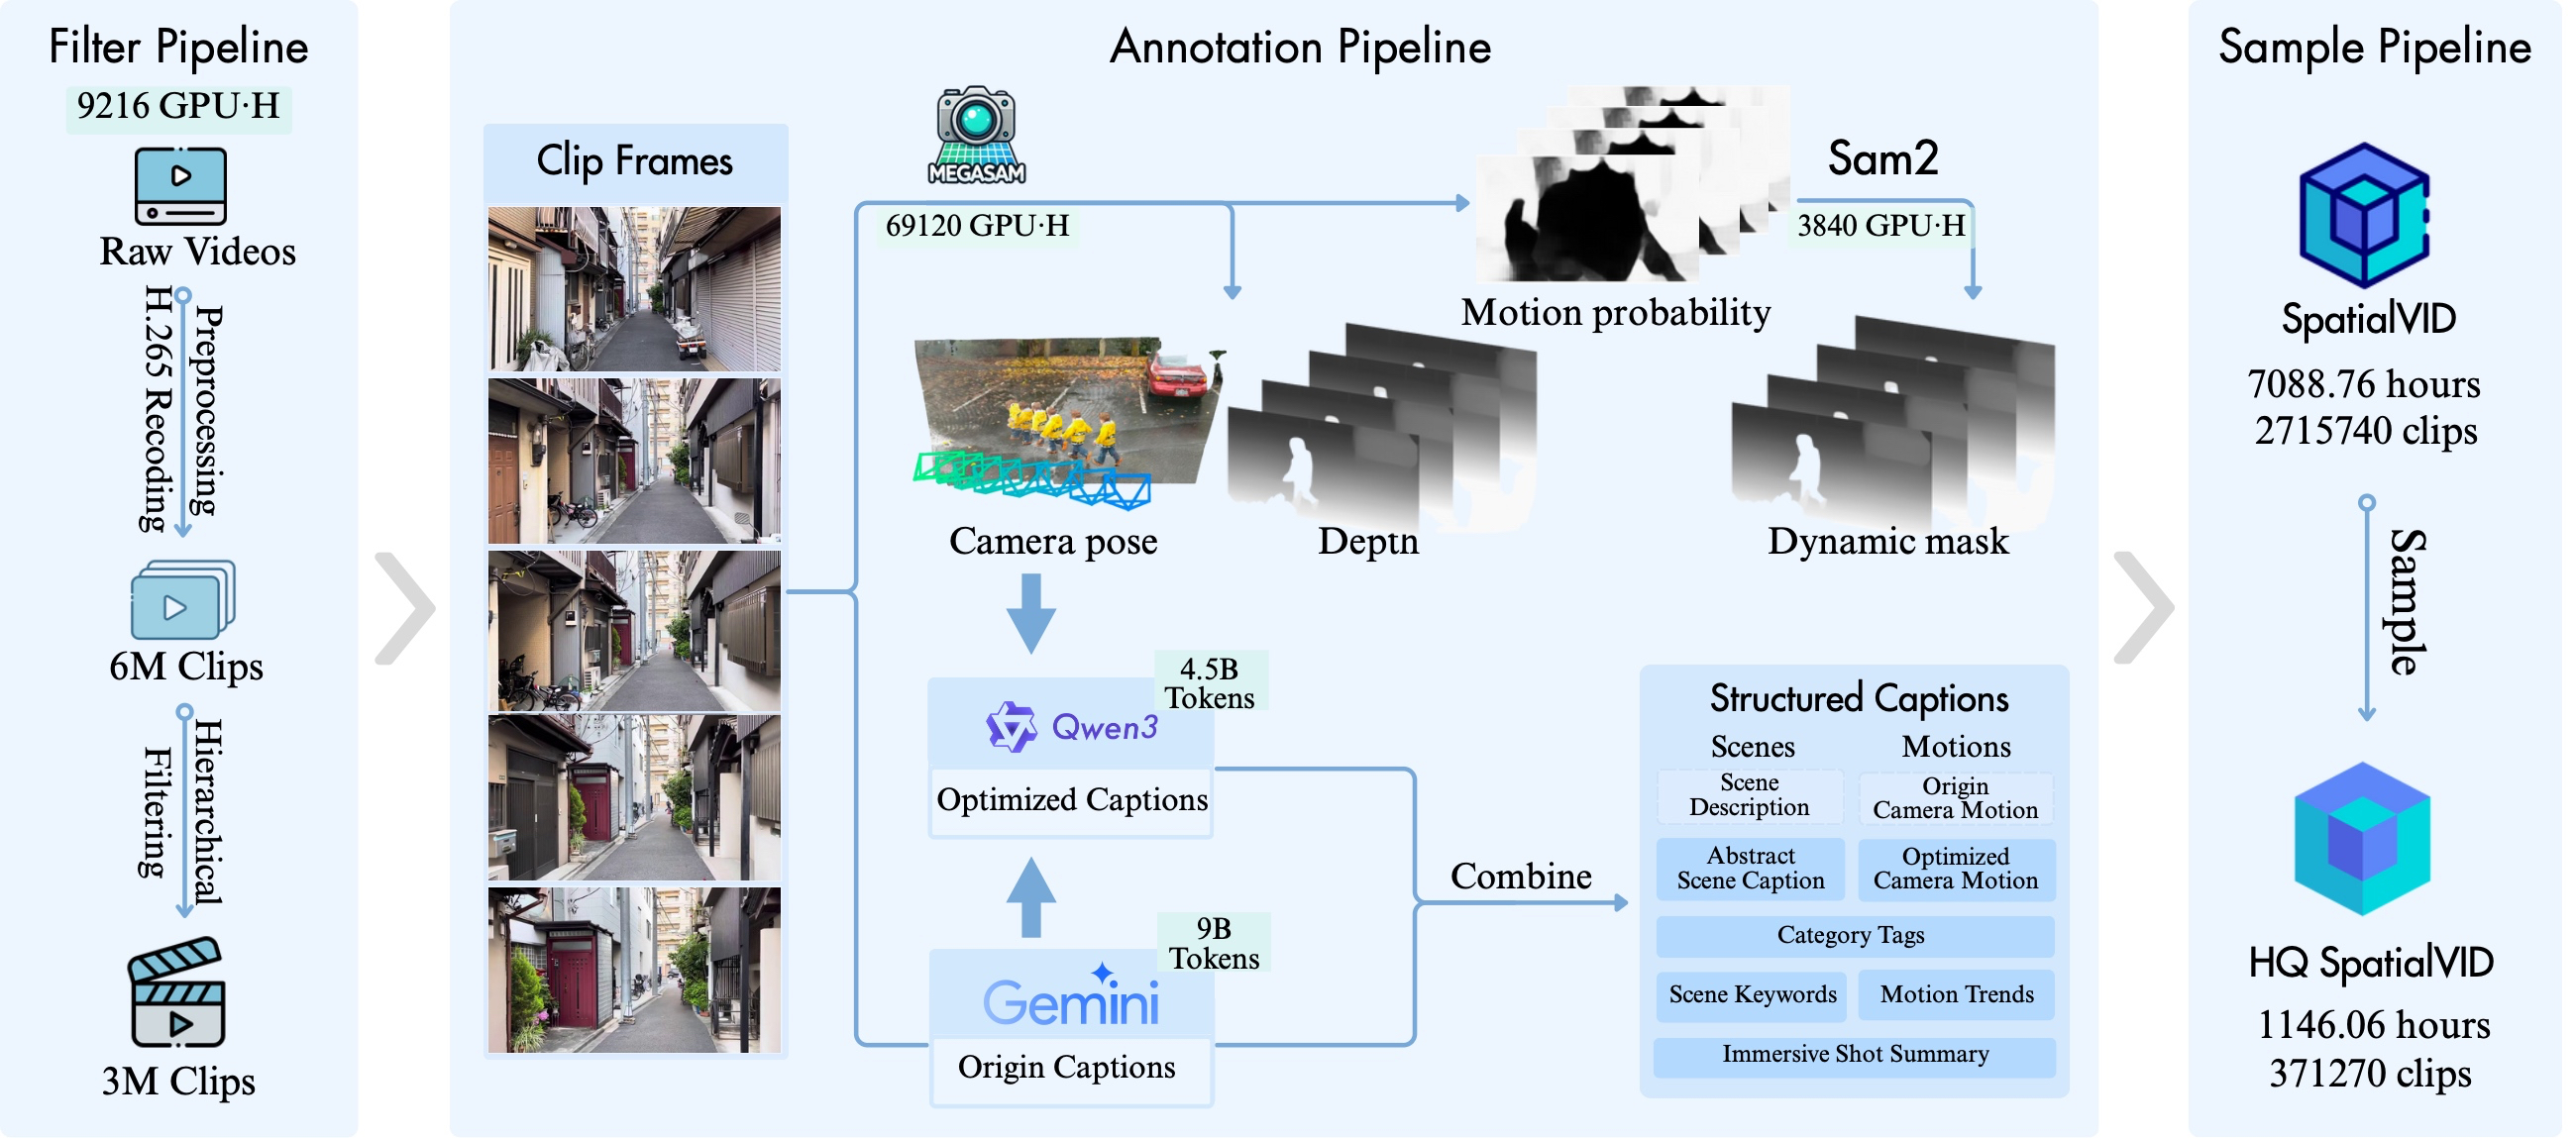 Filter Pipeline
9216 GPU·H
Raw Videos
Preprocessing
H.265 Recoding
6M Clips
Hierarchical
Filtering
3M Clips
Annotation Pipeline
Clip Frames
MEGASAM
69120 GPU·H
Motion probability
Sam2
3840 GPU·H
Camera pose
Depth
Dynamic mask
4.5B
Tokens
Qwen3
Optimized Captions
9B
Tokens
Gemini
Origin Captions
Combine
Structured Captions
Scenes
Motions
Scene
Description
Origin
Camera Motion
Abstract
Scene Caption
Optimized
Camera Motion
Category Tags
Scene Keywords
Motion Trends
Immersive Shot Summary
Sample Pipeline
SpatialVID
7088.76 hours
2715740 clips
Sample
HQ SpatialVID
1146.06 hours
371270 clips